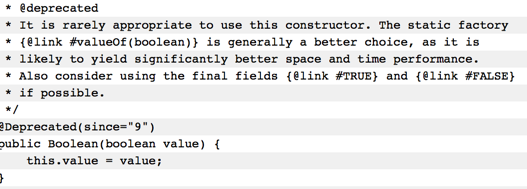 * @deprecated
* It is rarely appropriate to use this constructor. The static factory
* {@link #valueOf(boolean)} is generally a better choice, as it is
* likely to yield significantly better space and time performance.
* Also consider using the final fields {@link #TRUE} and {@link #FALSE}
* if possible.
*/
@Deprecated(since="9")
public Boolean(boolean value) {
this.value = value;
}